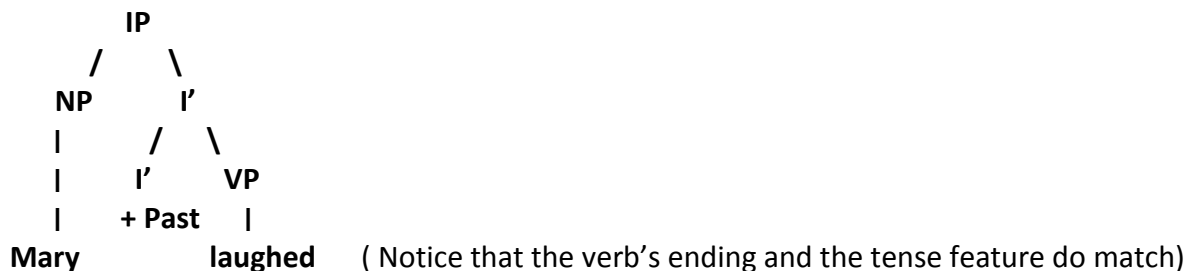 IP
/ \
NP I’
I / \
I I’ VP
I + Past I
Mary laughed ( Notice that the verb’s ending and the tense feature do match)